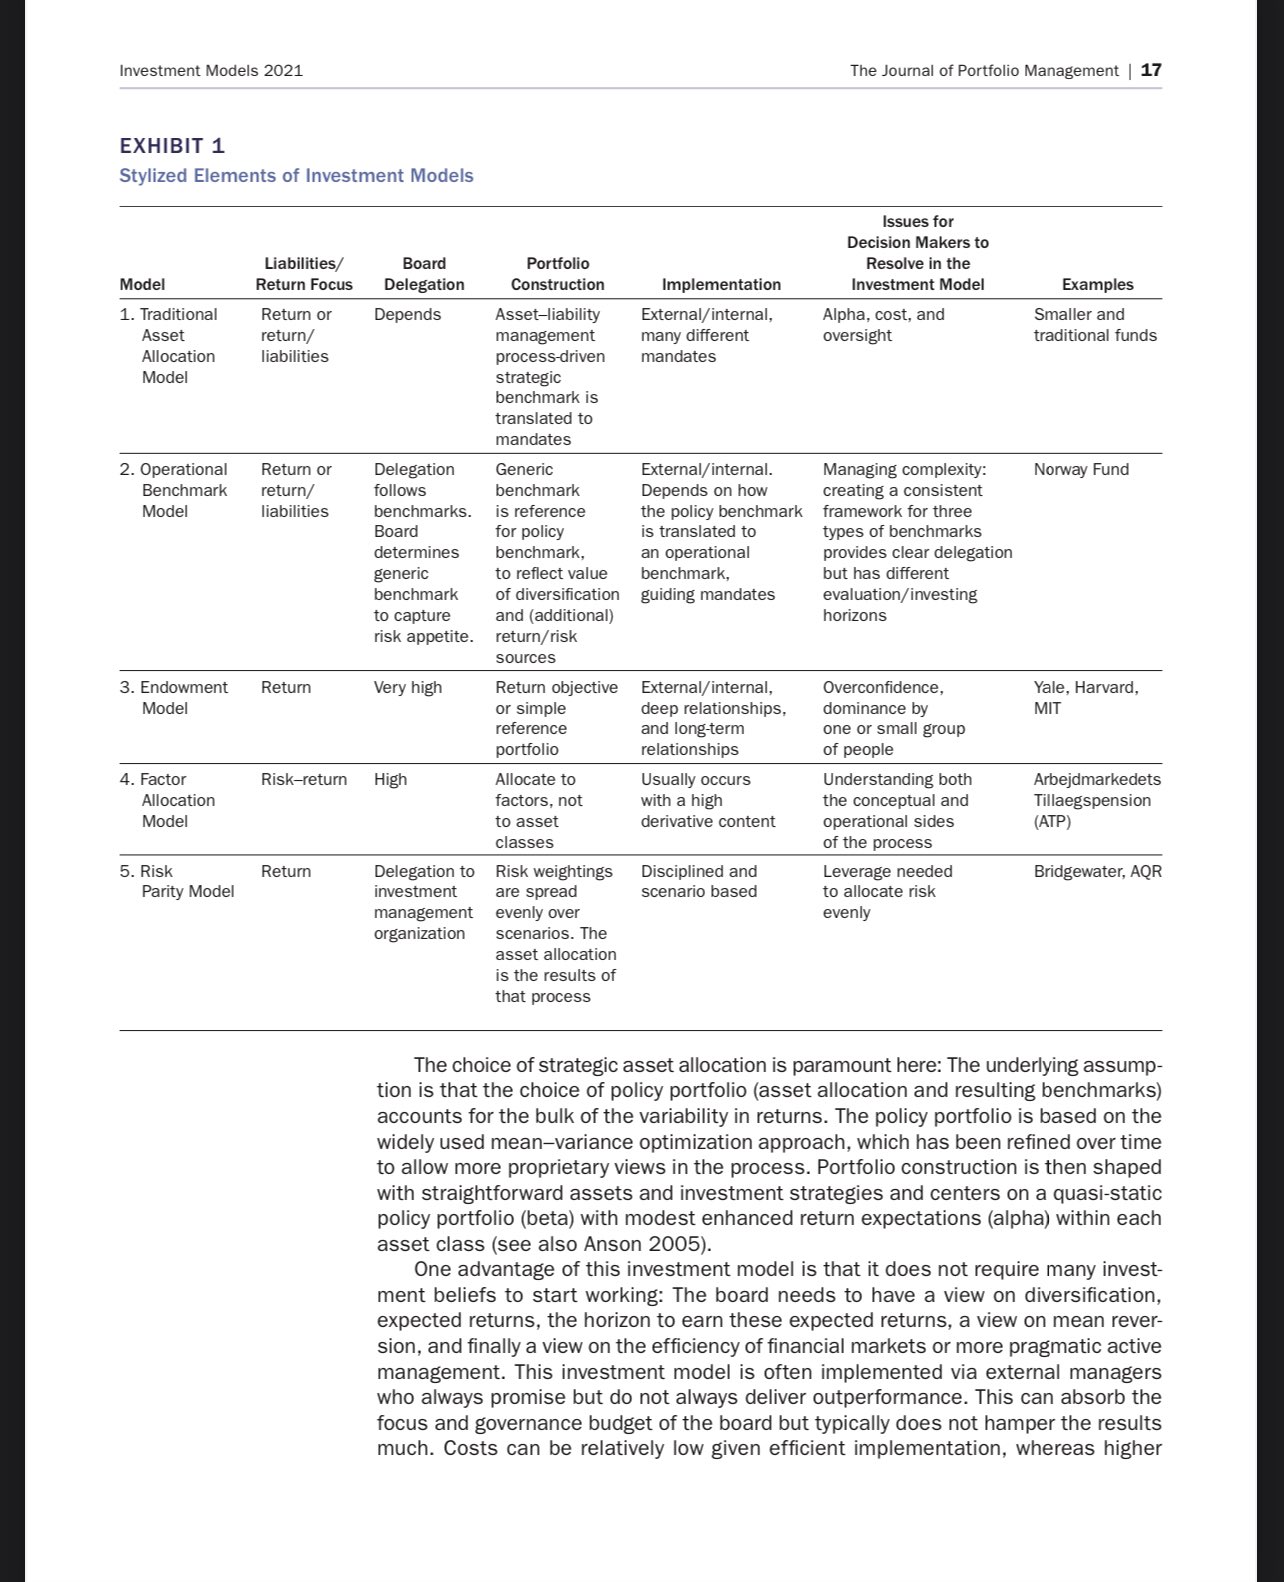 Investment Models 2021
The Journal of Portfolio Management | 17
EXHIBIT 1
Stylized Elements of Investment Models
Model
Liabilities/
Return Focus
Board
Delegation
Portfolio
Construction
Implementation
Issues for
Decision Makers to
Resolve in the
Investment Model
Examples
1. Traditional
Asset
Allocation
Model
Return or
return/
liabilities
Depends
Asset–liability
management
process-driven
strategic
benchmark is
translated to
mandates
External/internal,
many different
mandates
Alpha, cost, and
oversight
Smaller and
traditional funds
2. Operational
Benchmark
Model
Return or
return/
liabilities
Delegation
follows
benchmarks.
Board
determines
generic
benchmark
to capture
risk appetite.
Generic
benchmark
is reference
for policy
benchmark,
to reflect value
of diversification
and (additional)
return/risk
sources
External/internal.
Depends on how
the policy benchmark
is translated to
an operational
benchmark,
guiding mandates
Managing complexity:
creating a consistent
framework for three
types of benchmarks
provides clear delegation
but has different
evaluation/investing
horizons
Norway Fund
3. Endowment
Model
Return
Very high
Return objective
or simple
reference
portfolio
External/internal,
deep relationships,
and long-term
relationships
Overconfidence,
dominance by
one or small group
of people
Yale, Harvard,
MIT
4. Factor
Allocation
Model
Risk–return
High
Allocate to
factors, not
to asset
classes
Usually occurs
with a high
derivative content
Understanding both
the conceptual and
operational sides
of the process
Arbejdmarkedets
Tillaegspension
(ATP)
5. Risk
Parity Model
Return
Delegation to
investment
management
organization
Risk weightings
are spread
evenly over
scenarios. The
asset allocation
is the results of
that process
Disciplined and
scenario based
Leverage needed
to allocate risk
evenly
Bridgewater, AQR
The choice of strategic asset allocation is paramount here: The underlying assump-
tion is that the choice of policy portfolio (asset allocation and resulting benchmarks)
accounts for the bulk of the variability in returns. The policy portfolio is based on the
widely used mean–variance optimization approach, which has been refined over time
to allow more proprietary views in the process. Portfolio construction is then shaped
with straightforward assets and investment strategies and centers on a quasi-static
policy portfolio (beta) with modest enhanced return expectations (alpha) within each
asset class (see also Anson 2005).
One advantage of this investment model is that it does not require many invest-
ment beliefs to start working: The board needs to have a view on diversification,
expected returns, the horizon to earn these expected returns, a view on mean rever-
sion, and finally a view on the efficiency of financial markets or more pragmatic active
management. This investment model is often implemented via external managers
who always promise but do not always deliver outperformance. This can absorb the
focus and governance budget of the board but typically does not hamper the results
much. Costs can be relatively low given efficient implementation, whereas higher